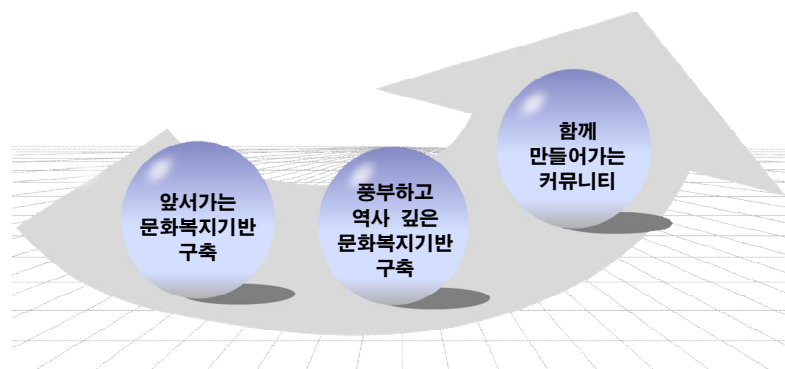 앞서가는
문화복지기반
구축
풍부하고
역사 깊은
문화복지기반
구축
함께
만들어가는
커뮤니티